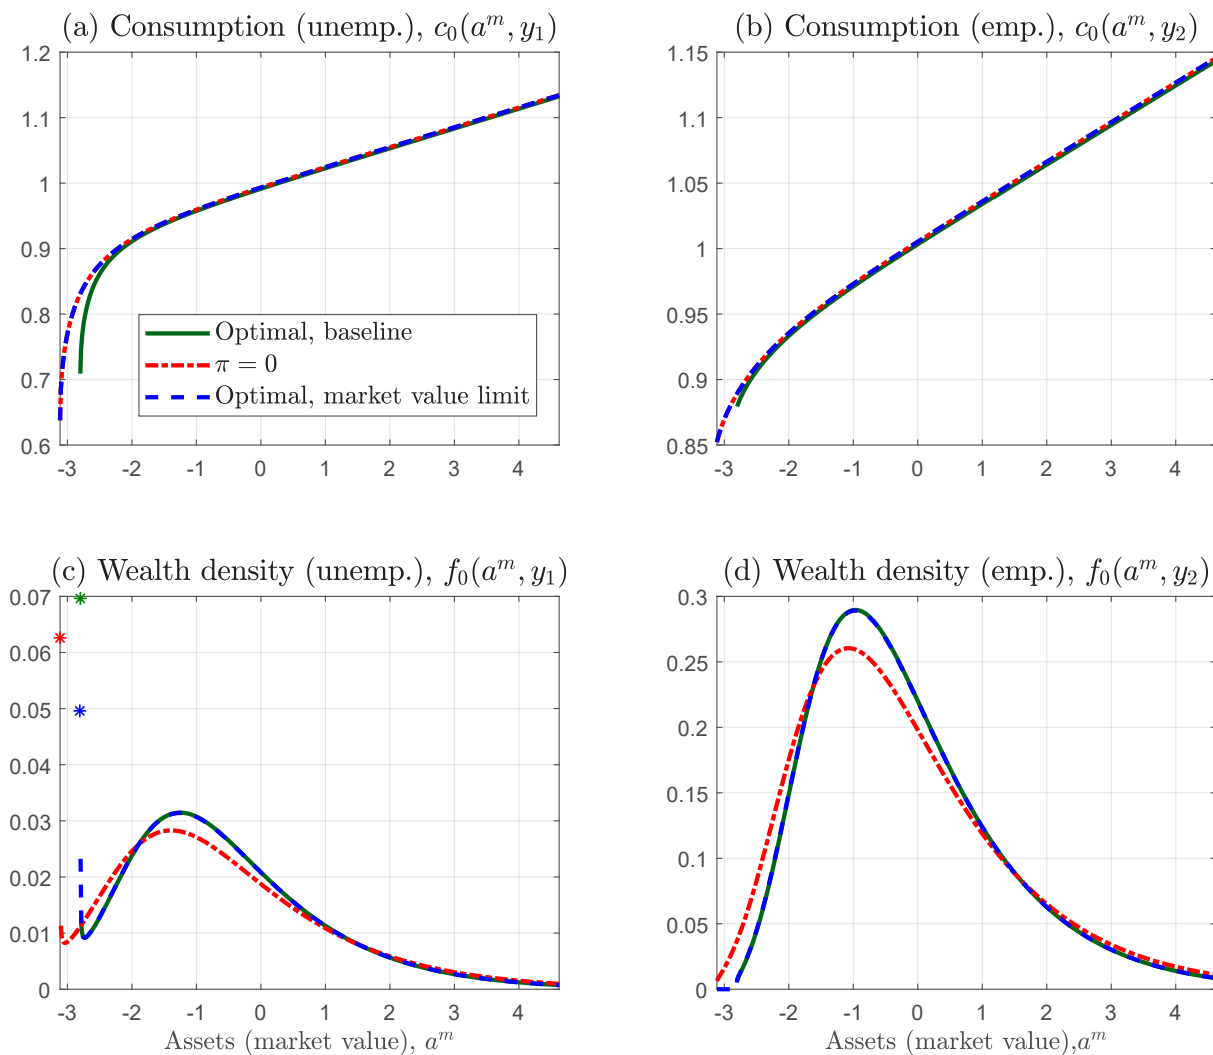 (a) Consumption (unemp.), c₀(aᵐ, y₁)
1.2
1.1
1
0.9
0.8
0.7
0.6
-3 -2 -1 0 1 2 3 4
Optimal, baseline
π = 0
Optimal, market value limit
(b) Consumption (emp.), c₀(aᵐ, y₂)
1.15
1.1
1.05
1
0.95
0.9
0.85
-3 -2 -1 0 1 2 3 4
(c) Wealth density (unemp.), f₀(aᵐ, y₁)
0.07
0.06
0.05
0.04
0.03
0.02
0.01
0
-3 -2 -1 0 1 2 3 4
Assets (market value), aᵐ
(d) Wealth density (emp.), f₀(aᵐ, y₂)
0.3
0.25
0.2
0.15
0.1
0.05
0
-3 -2 -1 0 1 2 3 4
Assets (market value),aᵐ